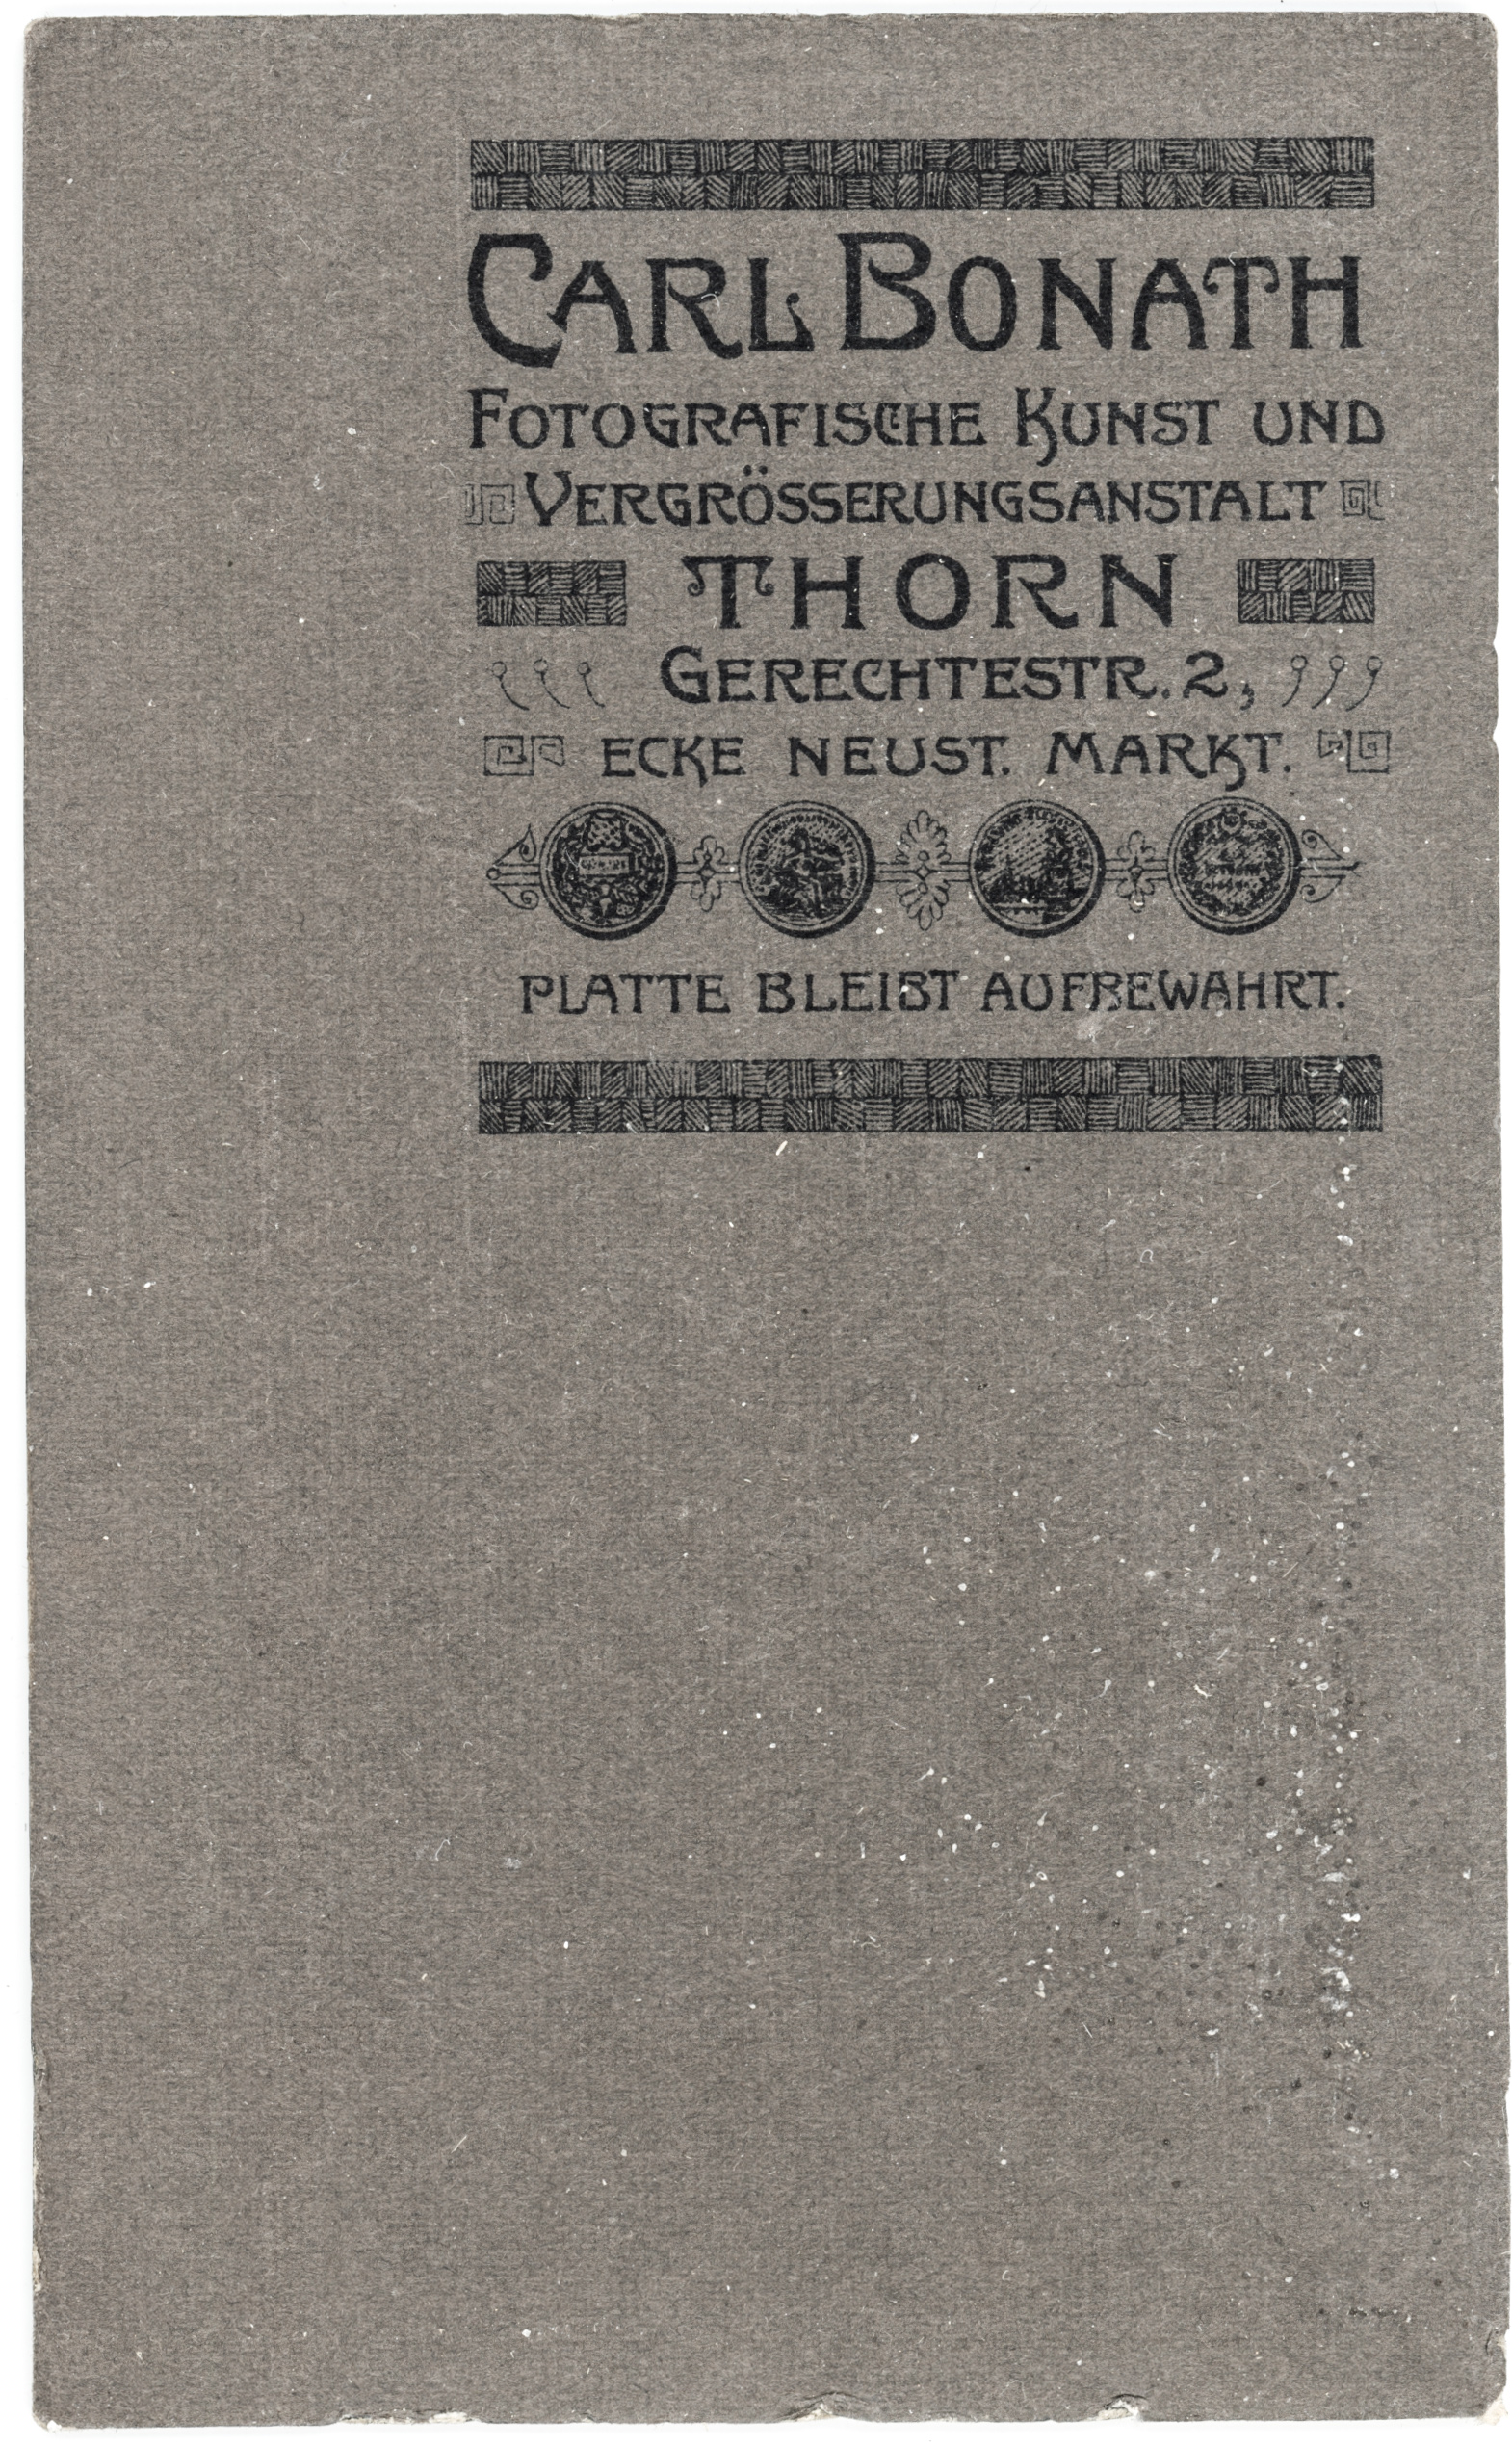 CARL BONATH
FOTOGRAFISCHE KUNST UND
VERGRÖSSERUNGSANSTALT
THORN
GERECHTESTR. 2,
ECKE NEUST. MARKT.
PLATTE BLEIBT AUFBEWAHRT.